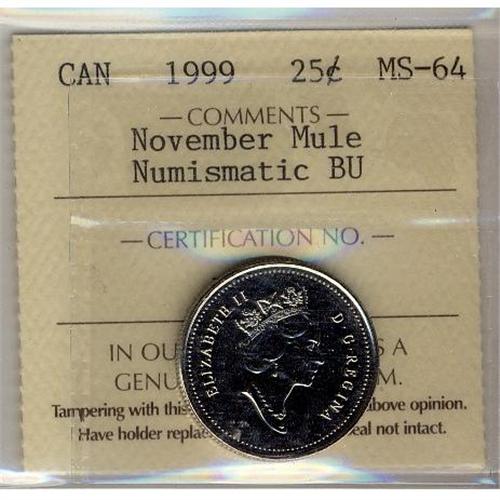 CAN 1999 25¢ MS-64
— COMMENTS —
November Mule
Numismatic BU
— CERTIFICATION NO. —
ELIZABETH II D·G·REGINA
IN OU S A
GENU M.
Tampering with this above opinion.
Have holder repla eal not intact.